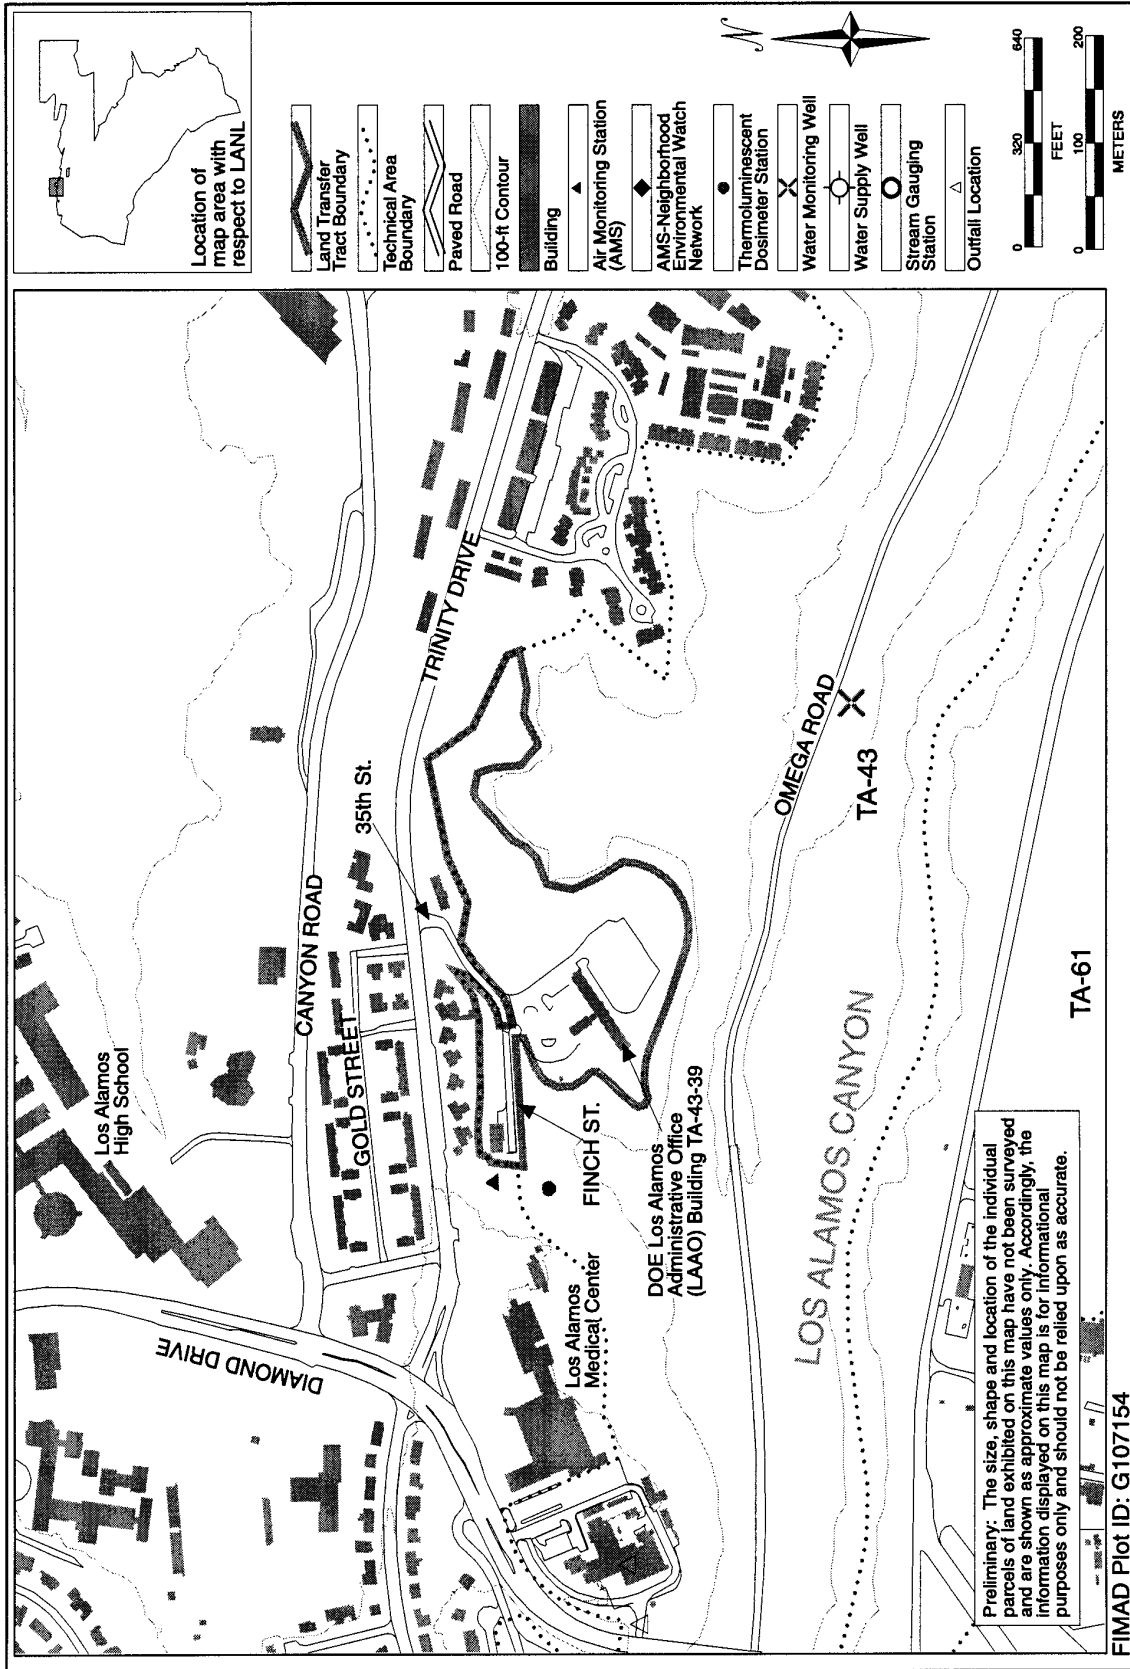 Los Alamos
High School
CANYON ROAD
GOLD STREET
35th St.
TRINITY DRIVE
DIAMOND DRIVE
FINCH ST.
Los Alamos
Medical Center
DOE Los Alamos
Administrative Office
(LAAO) Building TA-43-39
OMEGA ROAD
TA-43
LOS ALAMOS CANYON
TA-61
Preliminary: The size, shape and location of the individual
parcels of land exhibited on this map have not been surveyed
and are shown as approximate values only. Accordingly, the
information displayed on this map is for informational
purposes only and should not be relied upon as accurate.
FIMAD Plot ID: G107154
Location of
map area with
respect to LANL
Land Transfer
Tract Boundary
Technical Area
Boundary
Paved Road
100-ft Contour
Building
Air Monitoring Station
(AMS)
AMS-Neighborhood
Environmental Watch
Network
Thermoluminescent
Dosimeter Station
Water Monitoring Well
Water Supply Well
Stream Gauging
Station
Outfall Location
N
0 320 640
FEET
0 100 200
METERS